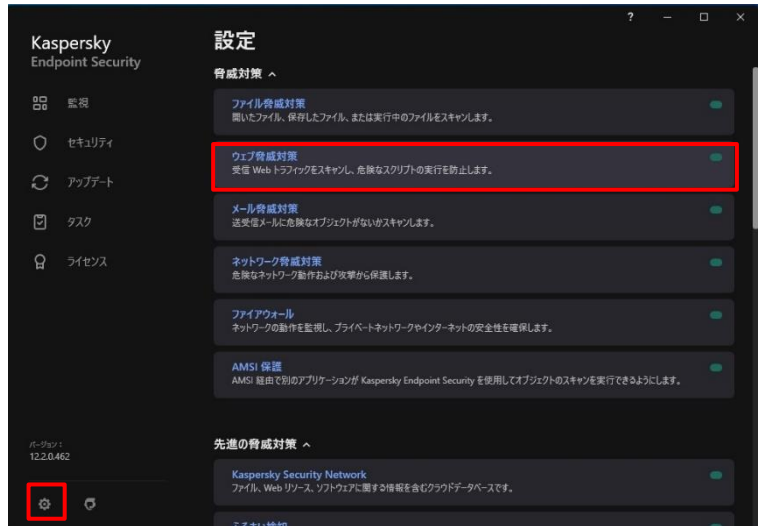 ?
Kaspersky
Endpoint Security
監視
セキュリティ
アップデート
タスク
ライセンス
バージョン:
12.2.0.462
設定
脅威対策
ファイル脅威対策
開いたファイル、保存したファイル、または実行中のファイルをスキャンします。
ウェブ脅威対策
受信 Web トラフィックをスキャンし、危険なスクリプトの実行を防止します。
メール脅威対策
送受信メールに危険なオブジェクトがないかスキャンします。
ネットワーク脅威対策
危険なネットワーク動作および攻撃から保護します。
ファイアウォール
ネットワークの動作を監視し、プライベートネットワークやインターネットの安全性を確保します。
AMSI 保護
AMSI 経由で別のアプリケーションが Kaspersky Endpoint Security を使用してオブジェクトのスキャンを実行できるようにします。
先進の脅威対策
Kaspersky Security Network
ファイル、Web リソース、ソフトウェアに関する情報を含むクラウドデータベースです。